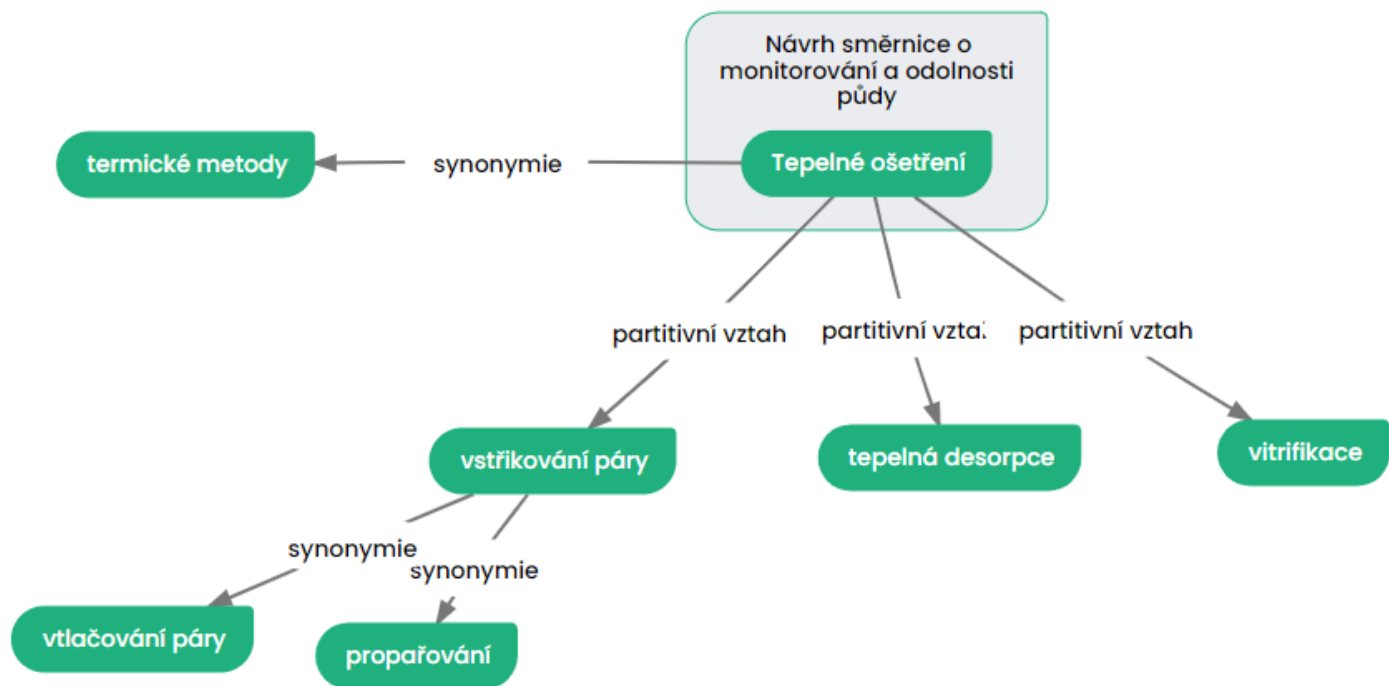 Návrh směrnice o
monitorování a odolnosti
půdy
termické metody
synonymie
Tepelné ošetření
partitivní vztah
partitivní vzta
partitivní vztah
vstřikování páry
tepelná desorpce
vitrifikace
synonymie
synonymie
vtlačování páry
propařování